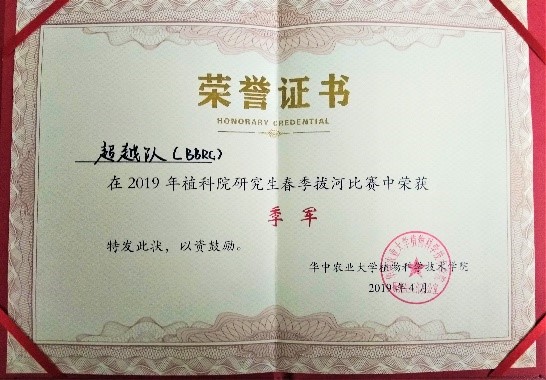 荣誉证书
HONORARY CREDENTIAL
超越队(BBRG)
在2019年植科院研究生春季拔河比赛中荣获
季军
特发此状,以资鼓励。
华中农业大学植物科学技术学院
2019年4月